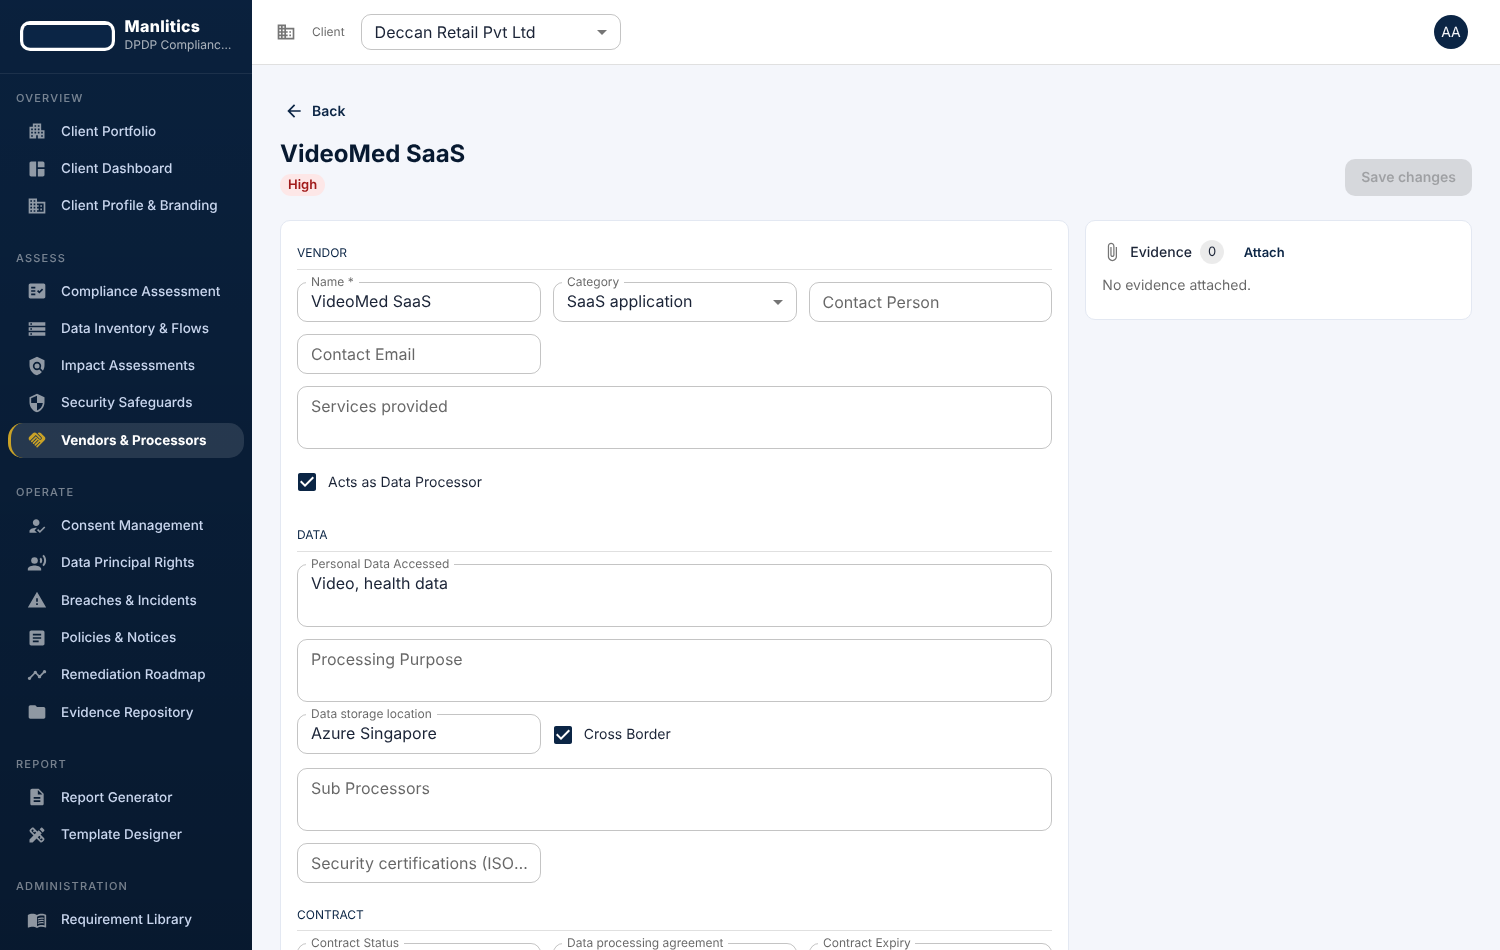 Manlitics
DPDP Complianc...
Client
Deccan Retail Pvt Ltd
AA
OVERVIEW
Client Portfolio
Client Dashboard
Client Profile & Branding
ASSESS
Compliance Assessment
Data Inventory & Flows
Impact Assessments
Security Safeguards
Vendors & Processors
OPERATE
Consent Management
Data Principal Rights
Breaches & Incidents
Policies & Notices
Remediation Roadmap
Evidence Repository
REPORT
Report Generator
Template Designer
ADMINISTRATION
Requirement Library
Back
VideoMed SaaS
High
Save changes
VENDOR
Name *
VideoMed SaaS
Category
SaaS application
Contact Person
Contact Email
Services provided
Acts as Data Processor
DATA
Personal Data Accessed
Video, health data
Processing Purpose
Data storage location
Azure Singapore
Cross Border
Sub Processors
Security certifications (ISO...
CONTRACT
Contract Status
Data processing agreement
Contract Expiry
Evidence 0 Attach
No evidence attached.